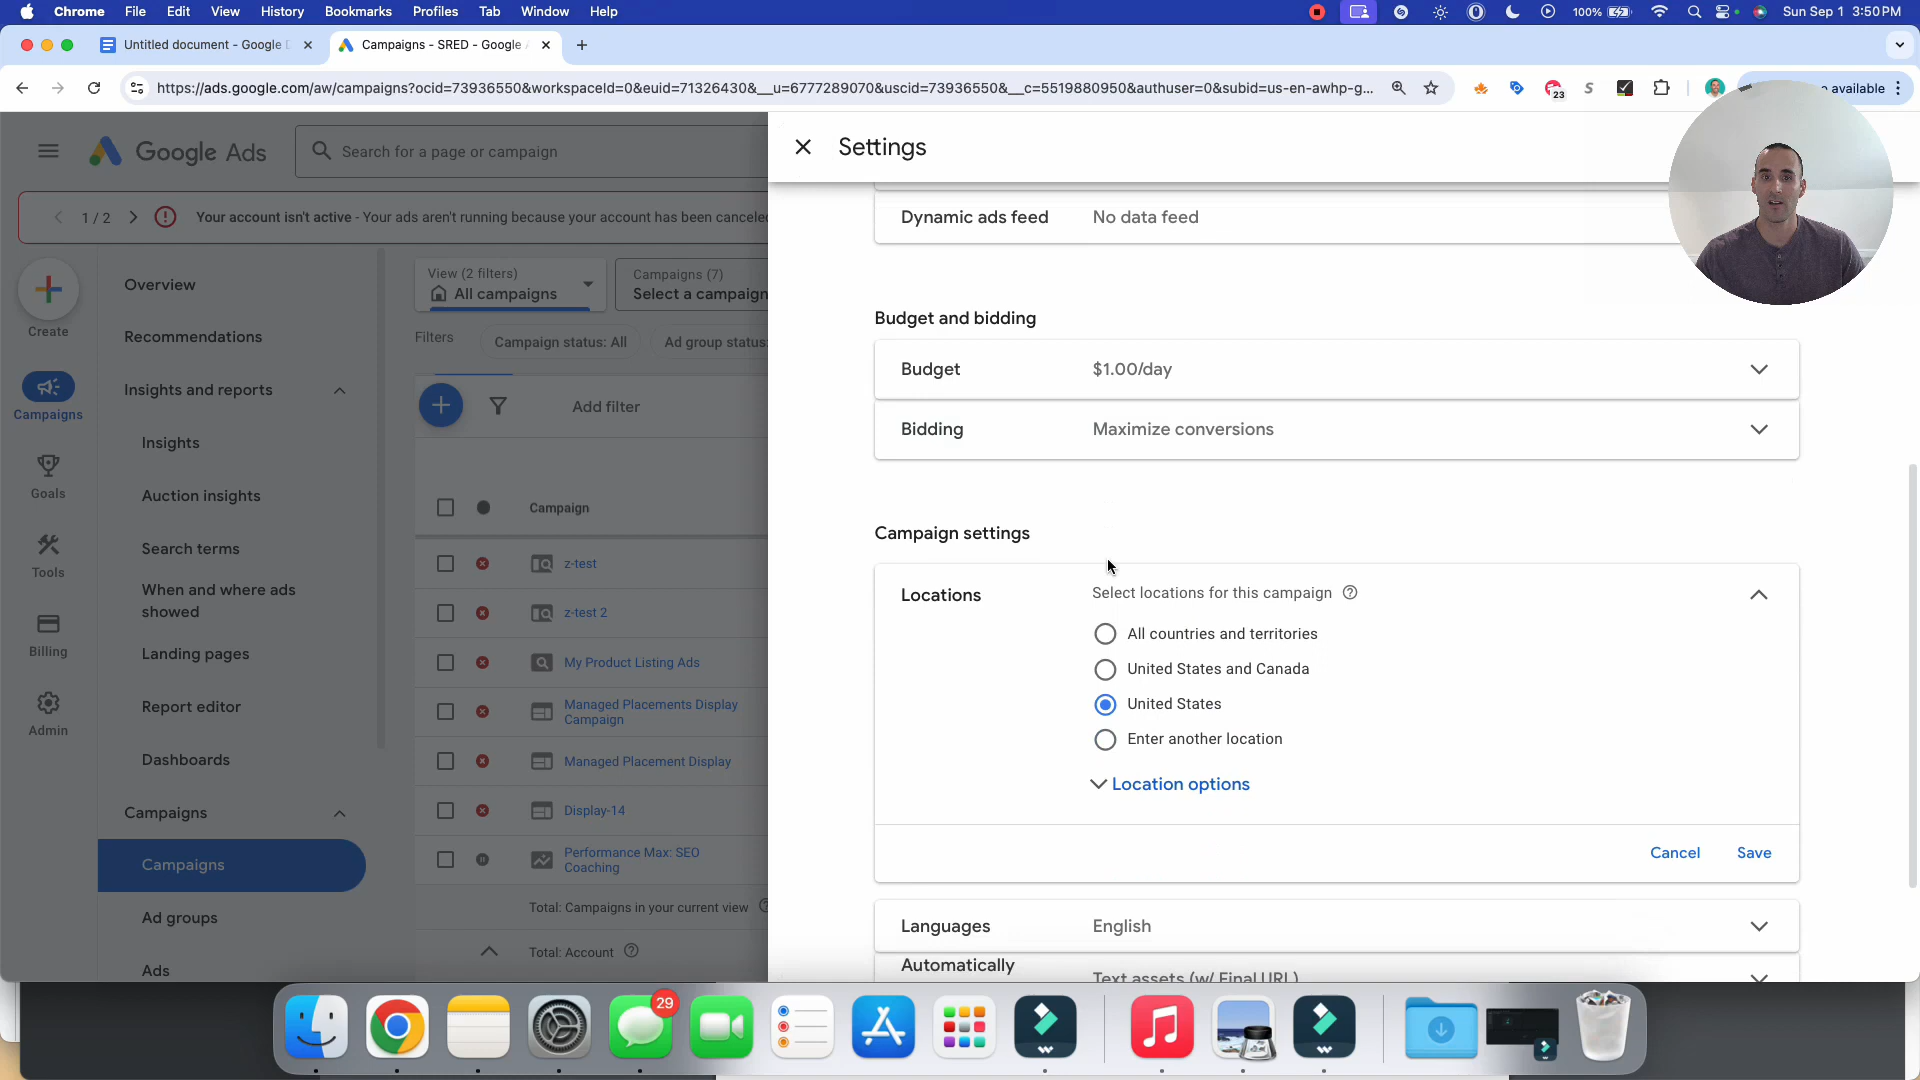 Chrome File Edit View History Bookmarks Profiles Tab Window Help 100% Sun Sep 1 3:50 PM
Untitled document - Google D
Campaigns - SRED - Google
https://ads.google.com/aw/campaigns?ocid=73936550&workspaceId=0&euid=71326430&__u=6777289070&uscid=73936550&__c=5519880950&authuser=0&subid=us-en-awhp-g...
23
available
Google Ads
Search for a page or campaign
Settings
1 / 2
Your account isn't active - Your ads aren't running because your account has been canceled
Create
Campaigns
Goals
Tools
Billing
Admin
Overview
Recommendations
Insights and reports
Insights
Auction insights
Search terms
When and where ads showed
Landing pages
Report editor
Dashboards
Campaigns
Campaigns
Ad groups
Ads
View (2 filters)
All campaigns
Campaigns (7)
Select a campaign
Filters
Campaign status: All
Ad group status:
Add filter
Campaign
z-test
z-test 2
My Product Listing Ads
Managed Placements Display
Campaign
Managed Placement Display
Display-14
Performance Max: SEO
Coaching
Total: Campaigns in your current view
Total: Account
Dynamic ads feed No data feed
Budget and bidding
Budget $1.00/day
Bidding Maximize conversions
Campaign settings
Locations Select locations for this campaign
All countries and territories
United States and Canada
United States
Enter another location
Location options
Cancel Save
Languages English
Automatically
Text assets (w/ Final URL)
29